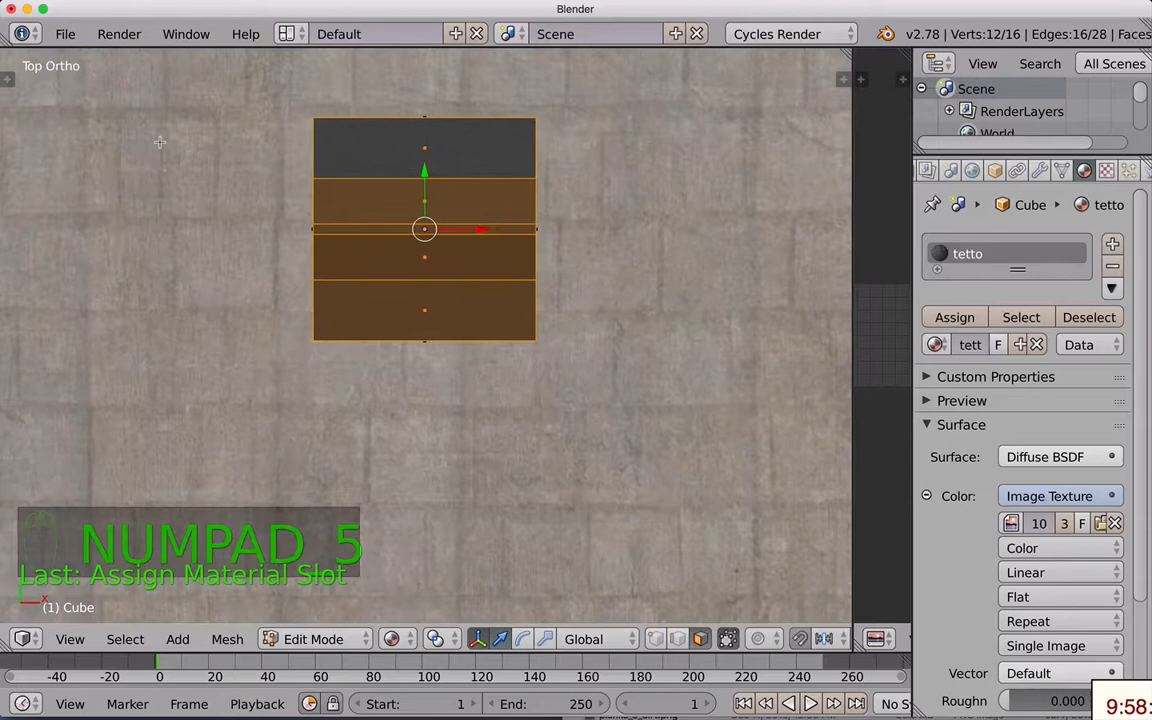 Blender
File Render Window Help Default Scene Cycles Render v2.78 | Verts:12/16 | Edges:16/28 | Faces
Top Ortho
View Search All Scenes
Scene
RenderLayers
World
Cube tetto
tetto
Assign Select Deselect
tett F Data
Custom Properties
Preview
Surface
Surface: Diffuse BSDF
Color: Image Texture
10 3 F
Color
Linear
Flat
Repeat
Single Image
Vector Default
Roughn 0.000
NUMPAD 5
Last: Assign Material Slot
x
(1) Cube
View Select Add Mesh Edit Mode Global
-40 -20 0 20 40 60 80 100 120 140 160 180 200 220 240 260
View Marker Frame Playback Start: 1 End: 250 1 No S
9:58: